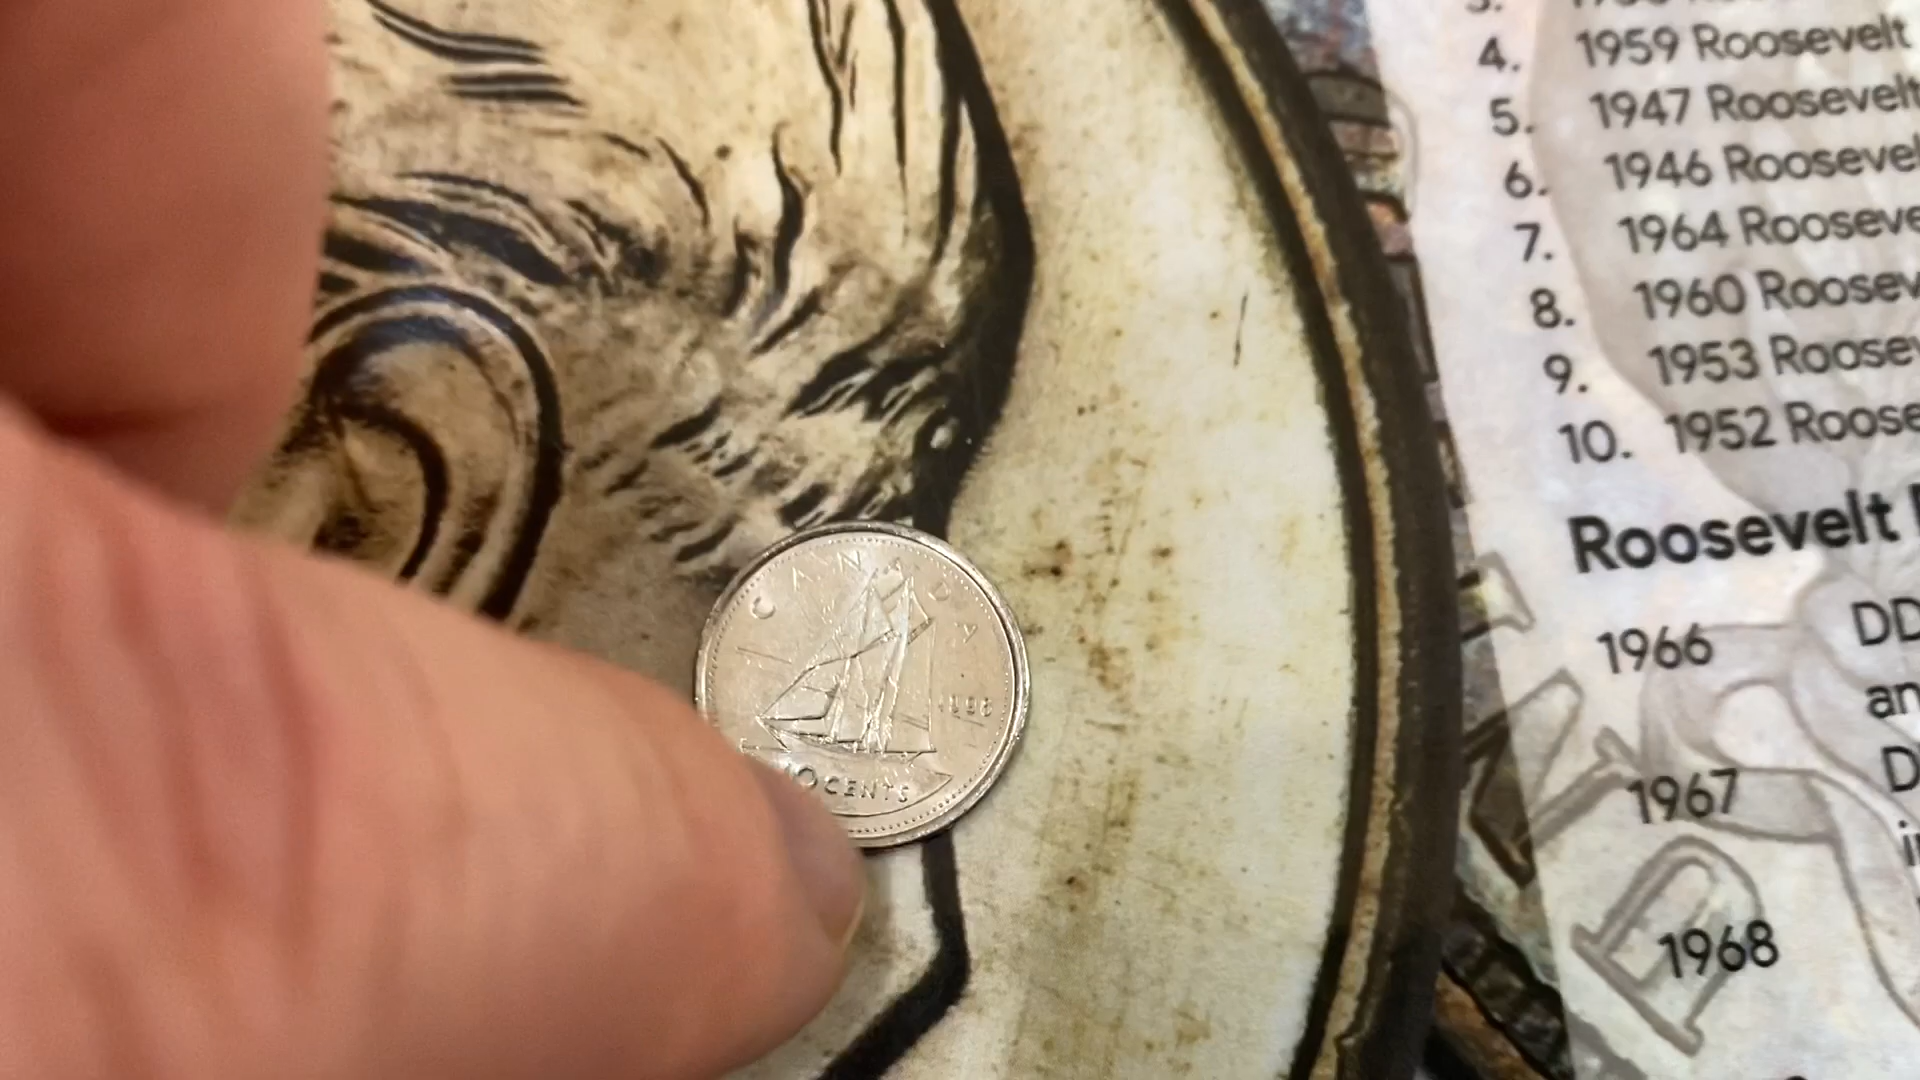 4. 1959 Roosevelt
5. 1947 Roosevelt
6. 1946 Roosevel
7. 1964 Rooseve
8. 1960 Roosev
9. 1953 Roosev
10. 1952 Roose
Roosevelt
1966 DD
an
1967 D
i
1968
CANADA
10 CENTS